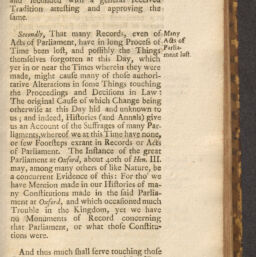 and rebounded with a general received
Tradition attesting and approving the
same.
Secondly, That many Records, even of
Acts of Parliament, have in long Process of
Time been lost, and possibly the Things
themselves forgotten at this Day, which
yet in or near the Times wherein they were
made, might cause many of those authori-
tative Alterations in some Things touching
the Proceedings and Decisions in Law:
The original Cause of which Change being
otherwise at this Day hid and unknown to
us; and indeed, Histories (and Annals) give
us an Account of the Suffrages of many Par-
liaments, whereof we at this Time have none,
or few Footsteps extant in Records or Acts
of Parliament. The Instance of the great
Parliament at Oxford, about 40th of Hen. III.
may, among many others of like Nature, be
a concurrent Evidence of this: For tho' we
have Mention made in our Histories of ma-
ny Constitutions made in the said Parlia-
ment at Oxford, and which occasioned much
Trouble in the Kingdom, yet we have
no Monuments of Record concerning
that Parliament, or what those Constitu-
tions were.
And thus much shall serve touching those
Many
Acts of
Parlia-
ment lost